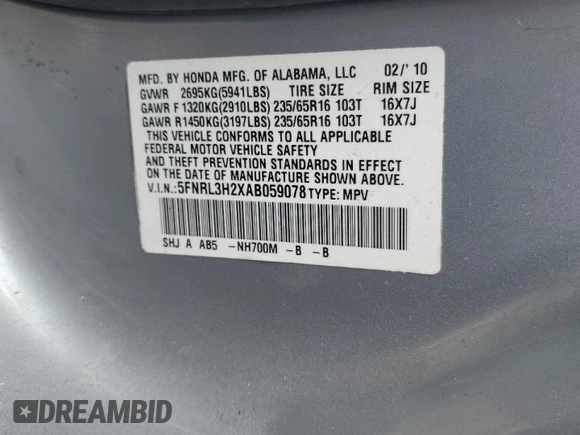 MFD. BY HONDA MFG. OF ALABAMA, LLC 02/' 10
GVWR 2695KG(5941LBS) TIRE SIZE RIM SIZE
GAWR F 1320KG(2910LBS) 235/65R16 103T 16X7J
GAWR R1450KG(3197LBS) 235/65R16 103T 16X7J
THIS VEHICLE CONFORMS TO ALL APPLICABLE
FEDERAL MOTOR VEHICLE SAFETY
AND THEFT PREVENTION STANDARDS IN EFFECT
ON THE DATE OF MANUFACTURE SHOWN ABOVE.
V.I.N.:5FNRL3H2XAB059078 TYPE: MPV
SHJ A AB5 -NH700M -B -B
DREAMBID